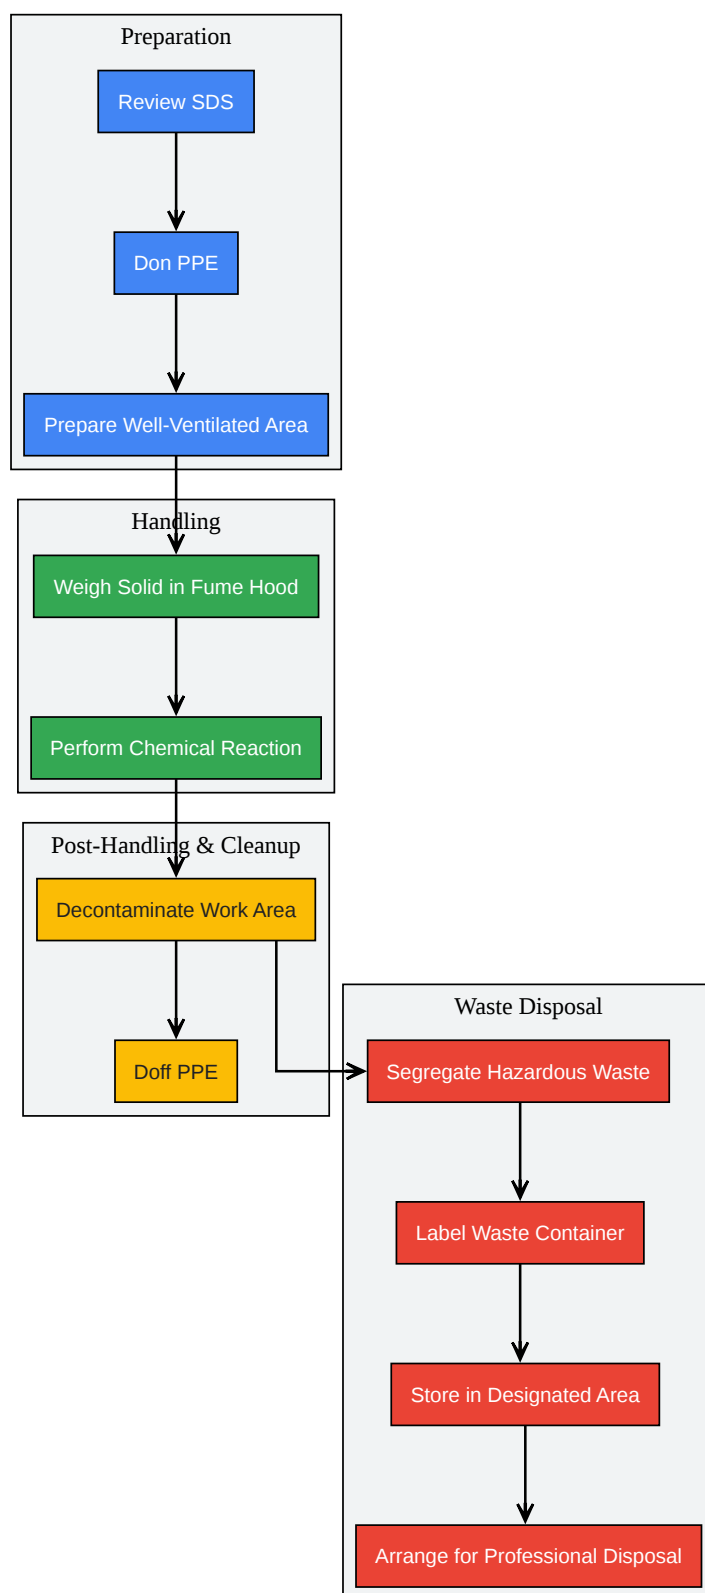 Preparation
Review SDS
Don PPE
Prepare Well-Ventilated Area
Handling
Weigh Solid in Fume Hood
Perform Chemical Reaction
Post-Handling & Cleanup
Decontaminate Work Area
Doff PPE
Waste Disposal
Segregate Hazardous Waste
Label Waste Container
Store in Designated Area
Arrange for Professional Disposal